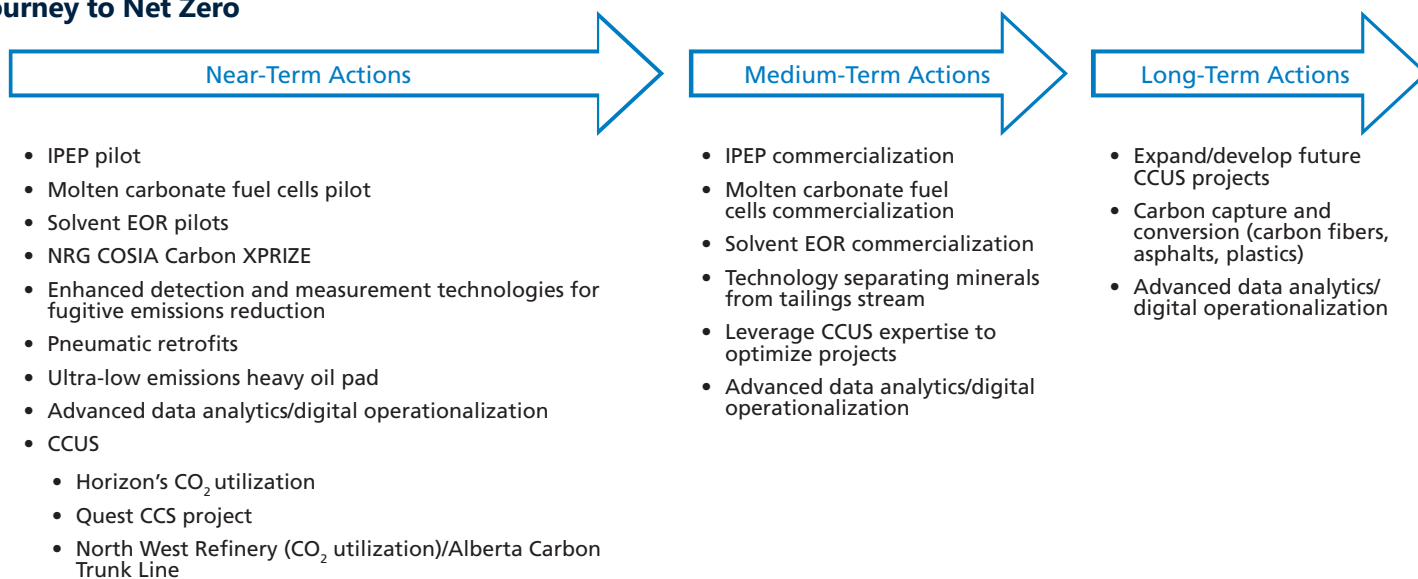 ourney to Net Zero
Near-Term Actions
• IPEP pilot
• Molten carbonate fuel cells pilot
• Solvent EOR pilots
• NRG COSIA Carbon XPRIZE
• Enhanced detection and measurement technologies for
fugitive emissions reduction
• Pneumatic retrofits
• Ultra-low emissions heavy oil pad
• Advanced data analytics/digital operationalization
• CCUS
• Horizon's CO₂ utilization
• Quest CCS project
• North West Refinery (CO₂ utilization)/Alberta Carbon
Trunk Line
Medium-Term Actions
• IPEP commercialization
• Molten carbonate fuel
cells commercialization
• Solvent EOR commercialization
• Technology separating minerals
from tailings stream
• Leverage CCUS expertise to
optimize projects
• Advanced data analytics/digital
operationalization
Long-Term Actions
• Expand/develop future
CCUS projects
• Carbon capture and
conversion (carbon fibers,
asphalts, plastics)
• Advanced data analytics/
digital operationalization